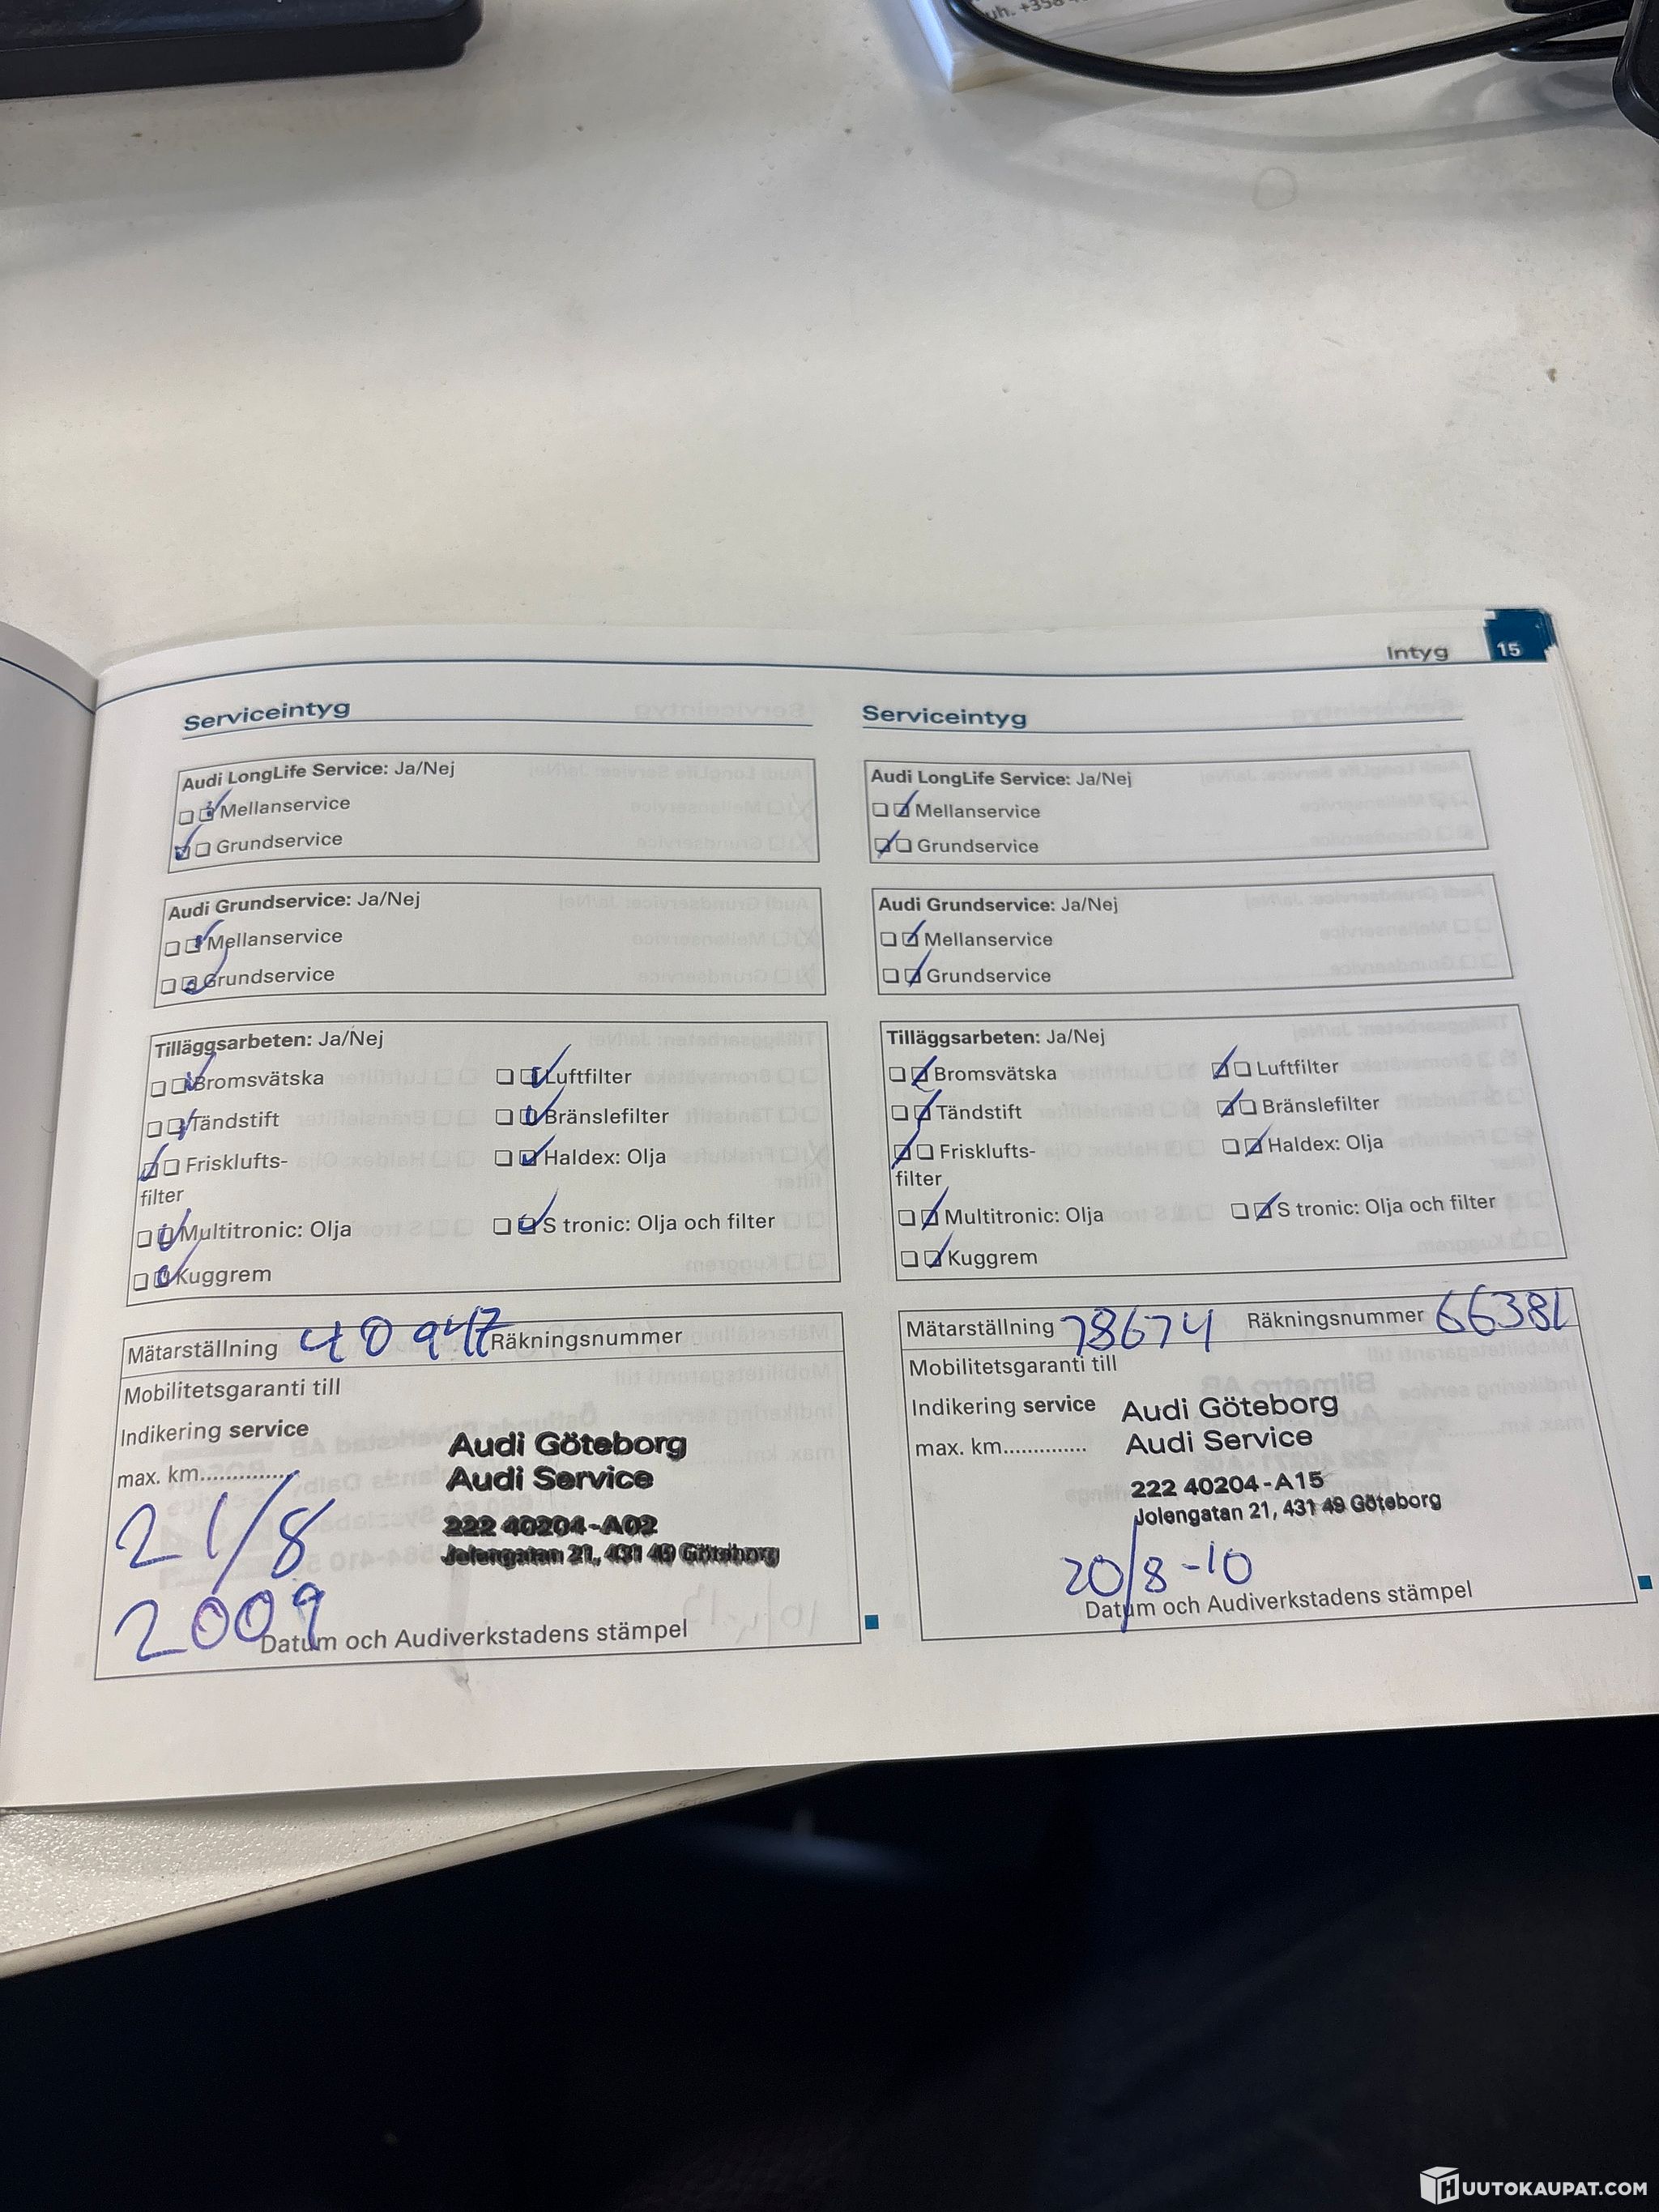 uh. +358
Intyg 15
Serviceintyg
Audi LongLife Service: Ja/Nej
Mellanservice
Grundservice
Audi Grundservice: Ja/Nej
Mellanservice
Grundservice
Tilläggsarbeten: Ja/Nej
Bromsvätska Luftfilter
Tändstift Bränslefilter
Frisklufts- Haldex: Olja
filter
Multitronic: Olja S tronic: Olja och filter
Kuggrem
Mätarställning 40947 Räkningsnummer
Mobilitetsgaranti till
Indikering service
max. km..............
Audi Göteborg
Audi Service
222 40204-A02
Jolengatan 21, 431 49 Göteborg
21/8
2009
Datum och Audiverkstadens stämpel
Serviceintyg
Audi LongLife Service: Ja/Nej
Mellanservice
Grundservice
Audi Grundservice: Ja/Nej
Mellanservice
Grundservice
Tilläggsarbeten: Ja/Nej
Bromsvätska Luftfilter
Tändstift Bränslefilter
Frisklufts- Haldex: Olja
filter
Multitronic: Olja S tronic: Olja och filter
Kuggrem
Mätarställning 78674 Räkningsnummer
Mobilitetsgaranti till
Indikering service
max. km..............
Audi Göteborg
Audi Service
222 40204-A15
Jolengatan 21, 431 49 Göteborg
20/8-10
Datum och Audiverkstadens stämpel
HUUTOKAUPAT.COM